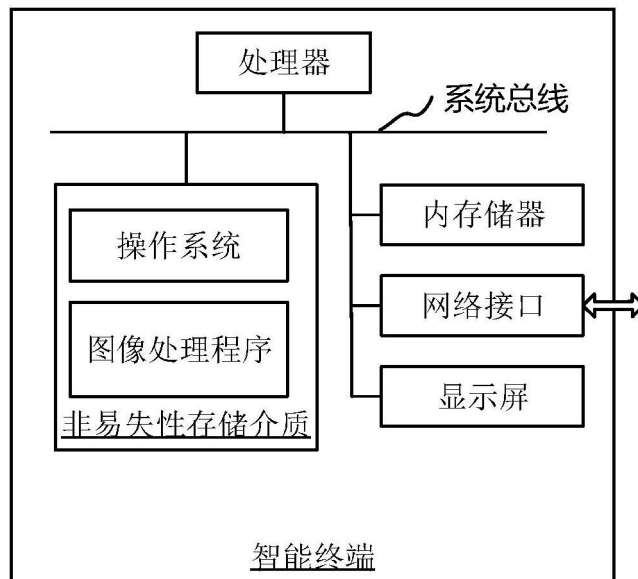 处理器
系统总线
操作系统
内存储器
图像处理程序
网络接口
显示屏
非易失性存储介质
智能终端